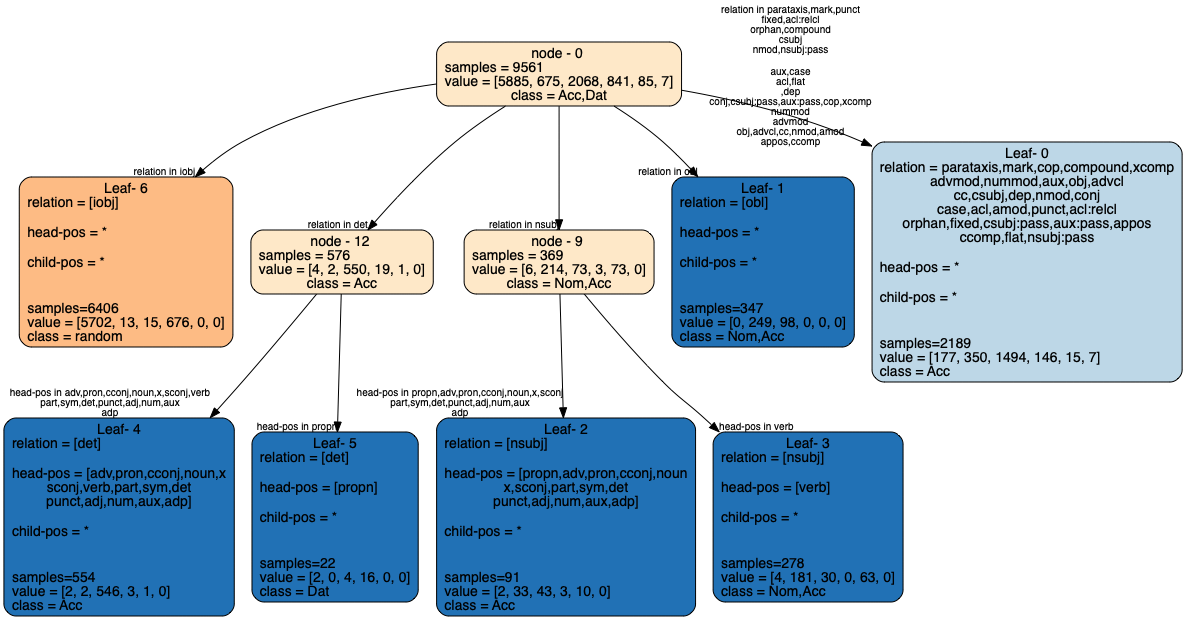 relation in parataxis,mark,punct
fixed,acl:relcl
orphan,compound
csubj
nmod,nsubj:pass
aux,case
acl,flat
,dep
conj,csubj:pass,aux:pass,cop,xcomp
nummod
advmod
obj,advcl,cc,nmod,amod
appos,ccomp
node - 0
samples = 9561
value = [5885, 675, 2068, 841, 85, 7]
class = Acc,Dat
relation in iobj
Leaf- 6
relation = [iobj]
head-pos = *
child-pos = *
samples=6406
value = [5702, 13, 15, 676, 0, 0]
class = random
relation in det
node - 12
samples = 576
value = [4, 2, 550, 19, 1, 0]
class = Acc
relation in nsubj
node - 9
samples = 369
value = [6, 214, 73, 3, 73, 0]
class = Nom,Acc
relation in obl
Leaf- 1
relation = [obl]
head-pos = *
child-pos = *
samples=347
value = [0, 249, 98, 0, 0, 0]
class = Nom,Acc
Leaf- 0
relation = parataxis,mark,cop,compound,xcomp
advmod,nummod,aux,obj,advcl
cc,csubj,dep,nmod,conj
case,acl,amod,punct,acl:relcl
orphan,fixed,csubj:pass,aux:pass,appos
ccomp,flat,nsubj:pass
head-pos = *
child-pos = *
samples=2189
value = [177, 350, 1494, 146, 15, 7]
class = Acc
head-pos in adv,pron,cconj,noun,x,sconj,verb
part,sym,det,punct,adj,num,aux
adp
Leaf- 4
relation = [det]
head-pos = [adv,pron,cconj,noun,x
sconj,verb,part,sym,det
punct,adj,num,aux,adp]
child-pos = *
samples=554
value = [2, 2, 546, 3, 1, 0]
class = Acc
head-pos in propn
Leaf- 5
relation = [det]
head-pos = [propn]
child-pos = *
samples=22
value = [2, 0, 4, 16, 0, 0]
class = Dat
head-pos in propn,adv,pron,cconj,noun,x,sconj
part,sym,det,punct,adj,num,aux
adp
Leaf- 2
relation = [nsubj]
head-pos = [propn,adv,pron,cconj,noun
x,sconj,part,sym,det
punct,adj,num,aux,adp]
child-pos = *
samples=91
value = [2, 33, 43, 3, 10, 0]
class = Acc
head-pos in verb
Leaf- 3
relation = [nsubj]
head-pos = [verb]
child-pos = *
samples=278
value = [4, 181, 30, 0, 63, 0]
class = Nom,Acc